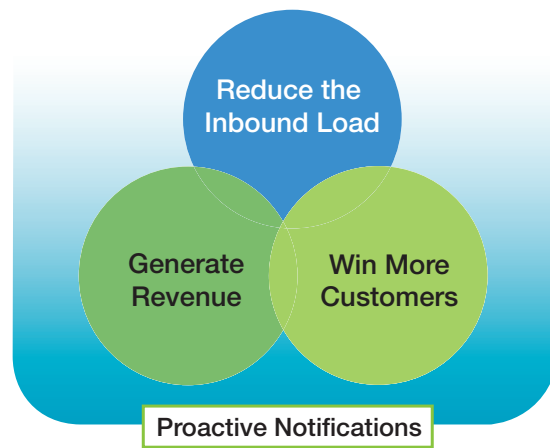 Reduce the
Inbound Load
Generate
Revenue
Win More
Customers
Proactive Notifications